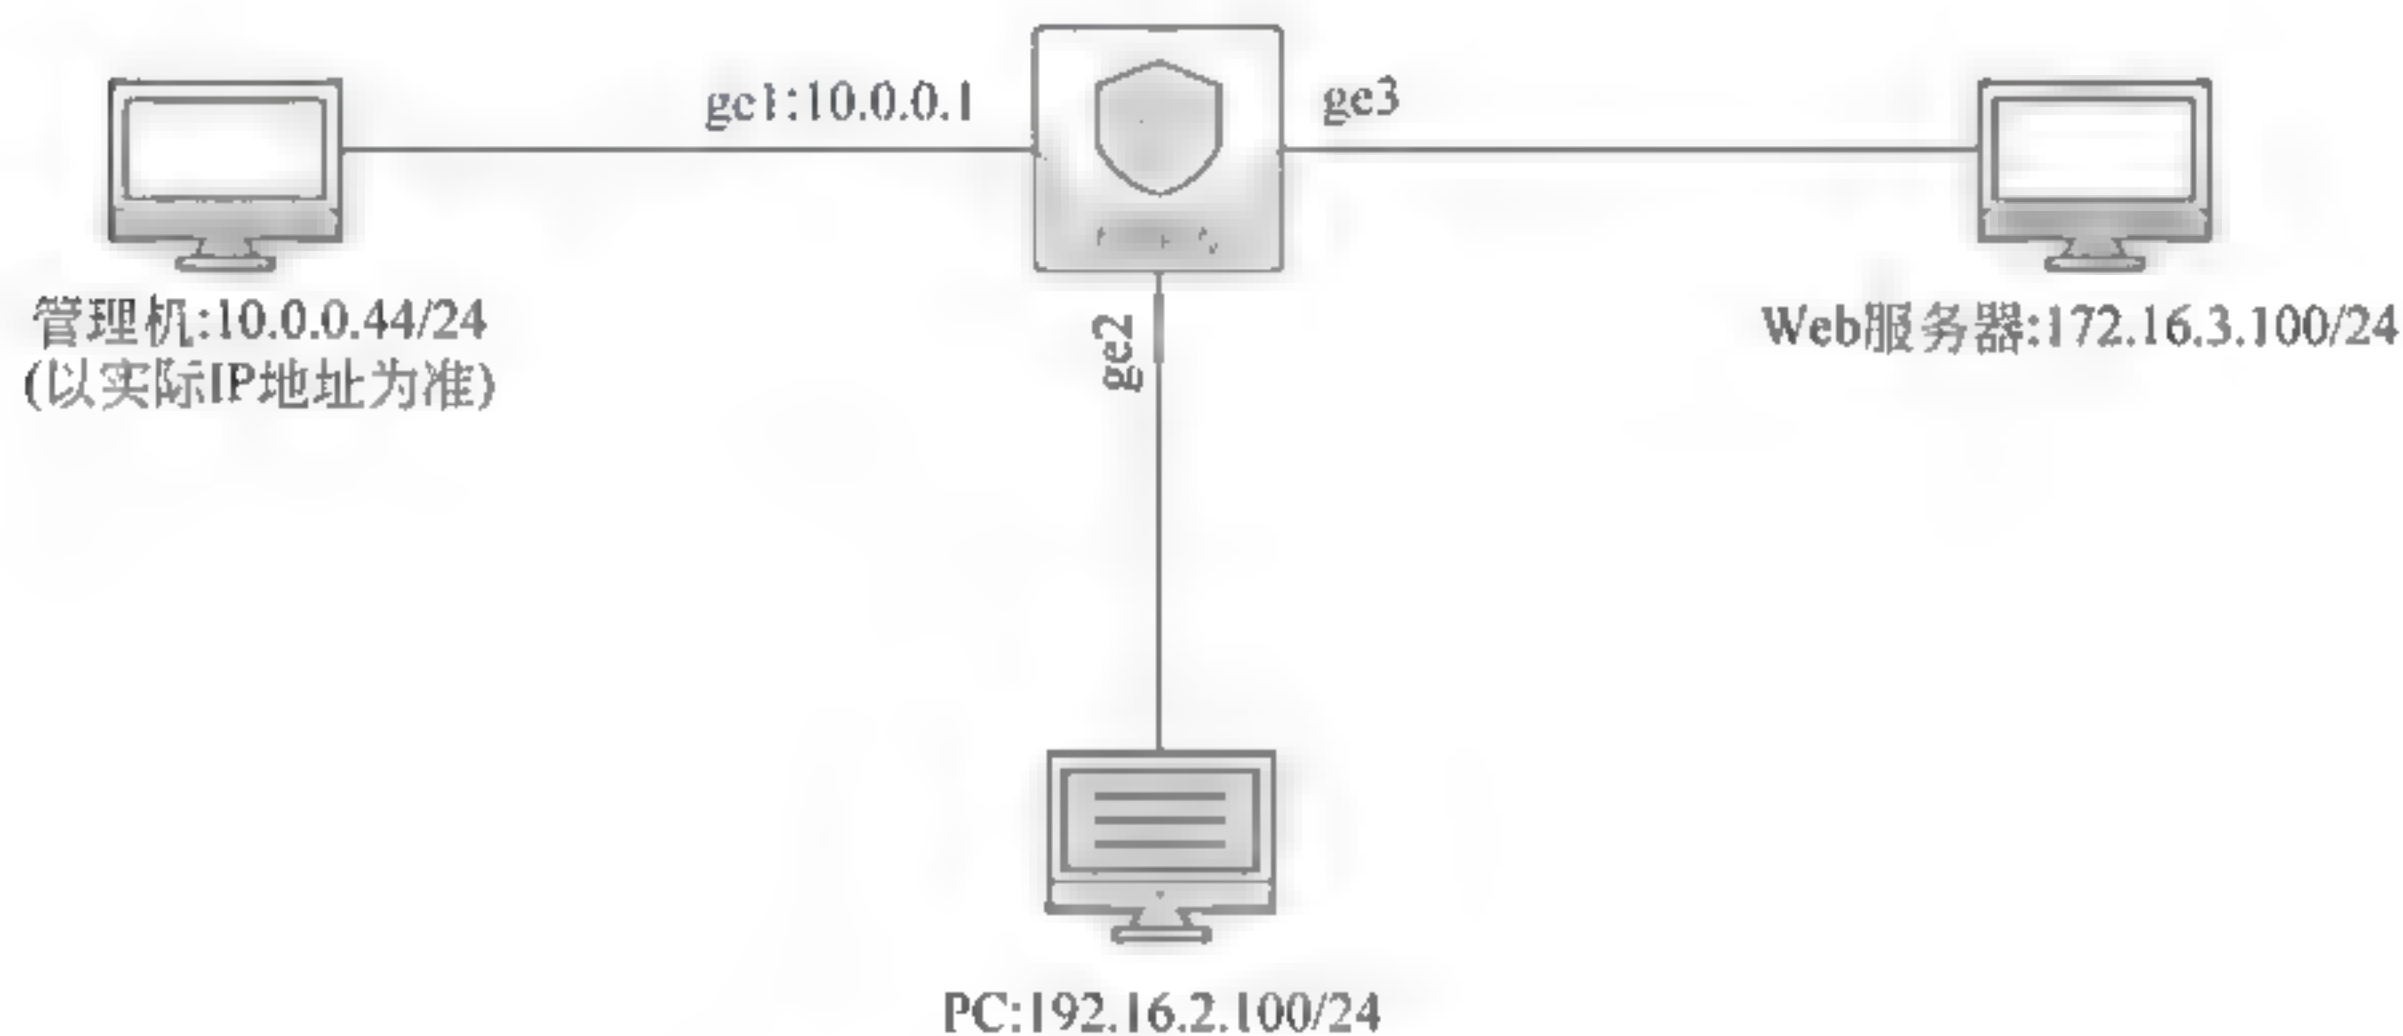 ge1:10.0.0.1
ge3
管理机:10.0.0.44/24
(以实际IP地址为准)
ge2
Web服务器:172.16.3.100/24
PC:192.16.2.100/24